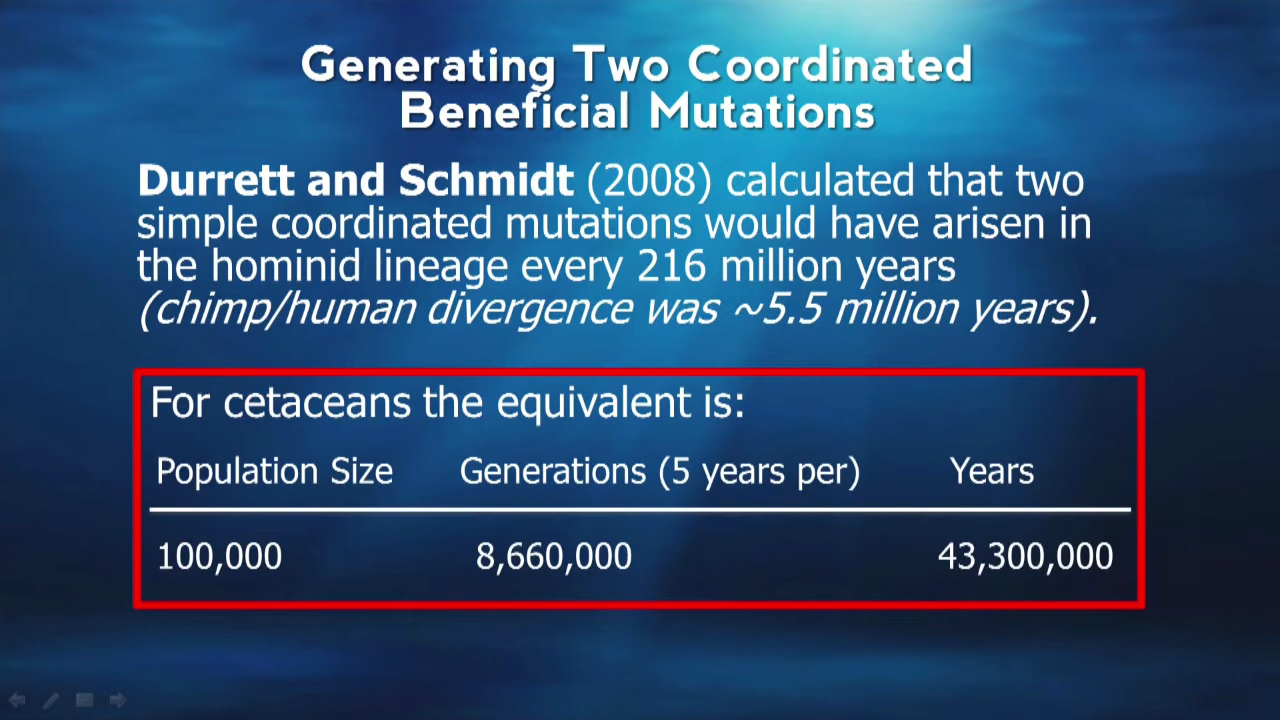 Generating Two Coordinated
Beneficial Mutations
Durrett and Schmidt (2008) calculated that two
simple coordinated mutations would have arisen in
the hominid lineage every 216 million years
(chimp/human divergence was ~5.5 million years).
For cetaceans the equivalent is:
Population Size Generations (5 years per) Years
100,000 8,660,000 43,300,000